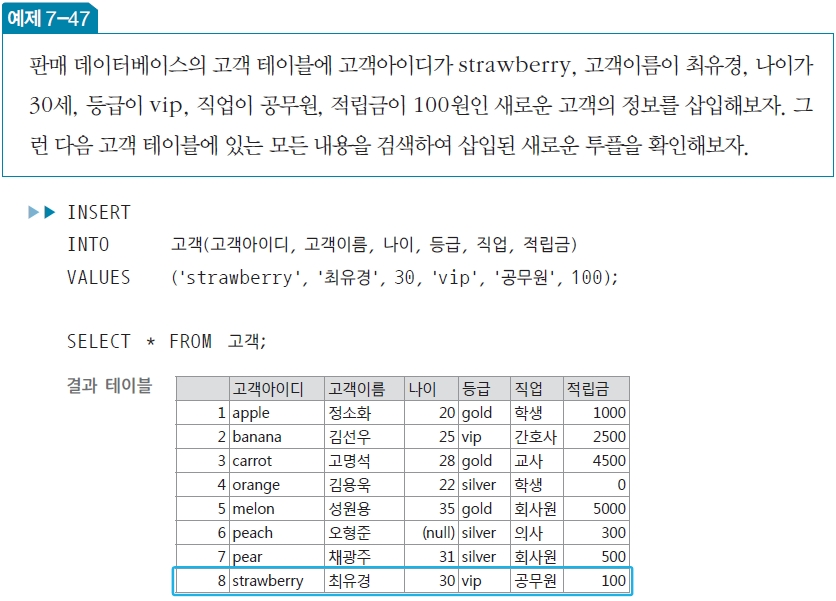 예제 7-47
판매 데이터베이스의 고객 테이블에 고객아이디가 strawberry, 고객이름이 최유경, 나이가
30세, 등급이 vip, 직업이 공무원, 적립금이 100원인 새로운 고객의 정보를 삽입해보자. 그
런 다음 고객 테이블에 있는 모든 내용을 검색하여 삽입된 새로운 투플을 확인해보자.
▶▶ INSERT
INTO 고객(고객아이디, 고객이름, 나이, 등급, 직업, 적립금)
VALUES ('strawberry', '최유경', 30, 'vip', '공무원', 100);
SELECT * FROM 고객;
결과 테이블
고객아이디 고객이름 나이 등급 직업 적립금
1 apple 정소화 20 gold 학생 1000
2 banana 김선우 25 vip 간호사 2500
3 carrot 고명석 28 gold 교사 4500
4 orange 김용욱 22 silver 학생 0
5 melon 성원용 35 gold 회사원 5000
6 peach 오형준 (null) silver 의사 300
7 pear 채광주 31 silver 회사원 500
8 strawberry 최유경 30 vip 공무원 100